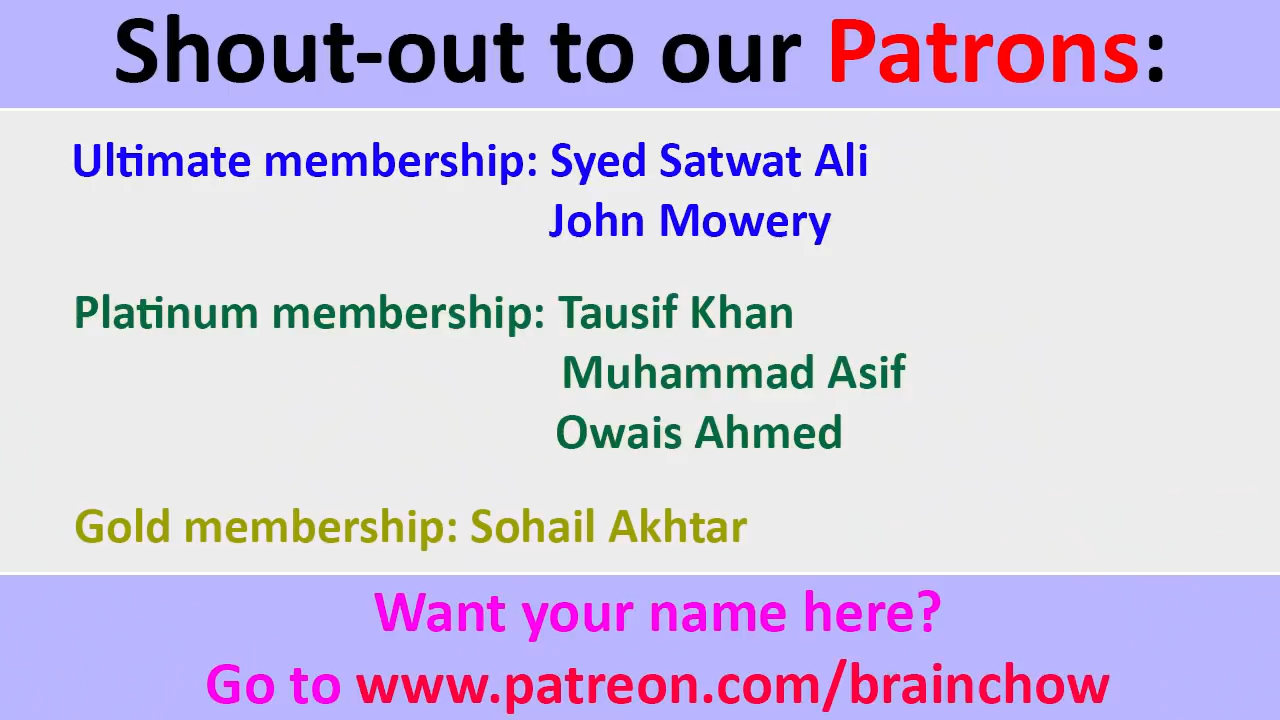 Shout-out to our Patrons:
Ultimate membership: Syed Satwat Ali
John Mowery
Platinum membership: Tausif Khan
Muhammad Asif
Owais Ahmed
Gold membership: Sohail Akhtar
Want your name here?
Go to www.patreon.com/brainchow